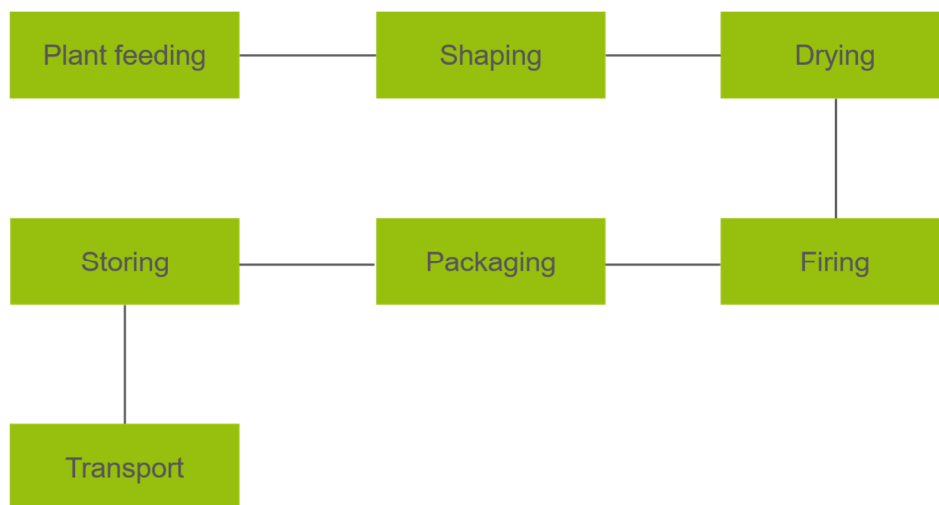 Plant feeding
Shaping
Drying
Storing
Packaging
Firing
Transport